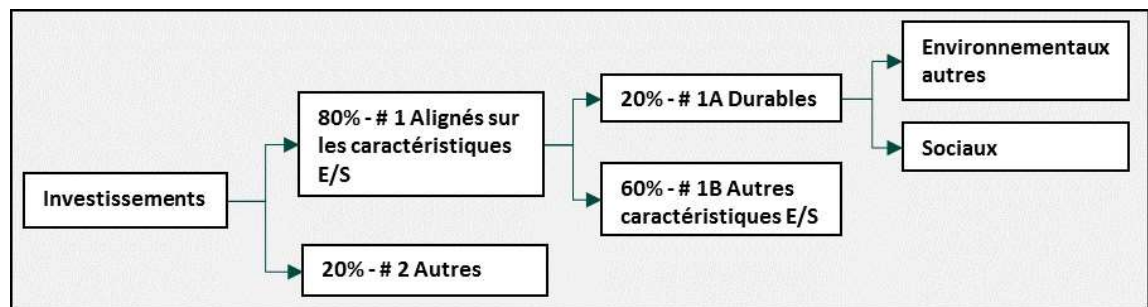 Investissements
80% - # 1 Alignés sur
les caractéristiques
E/S
20% - # 2 Autres
20% - # 1A Durables
60% - # 1B Autres
caractéristiques E/S
Environnementaux
autres
Sociaux